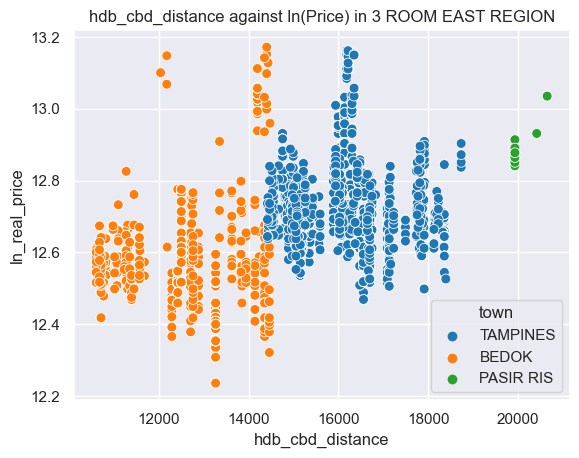 hdb_cbd_distance against ln(Price) in 3 ROOM EAST REGION
13.2
13.0
12.8
12.6
12.4
12.2
ln_real_price
town
TAMPINES
BEDOK
PASIR RIS
12000 14000 16000 18000 20000
hdb_cbd_distance